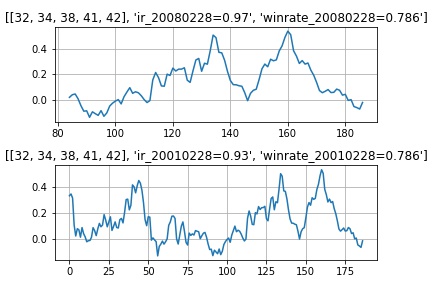 [[32, 34, 38, 41, 42], 'ir_20080228=0.97', 'winrate_20080228=0.786']
0.4
0.2
0.0
80 100 120 140 160 180
[[32, 34, 38, 41, 42], 'ir_20010228=0.93', 'winrate_20010228=0.786']
0.4
0.2
0.0
0 25 50 75 100 125 150 175